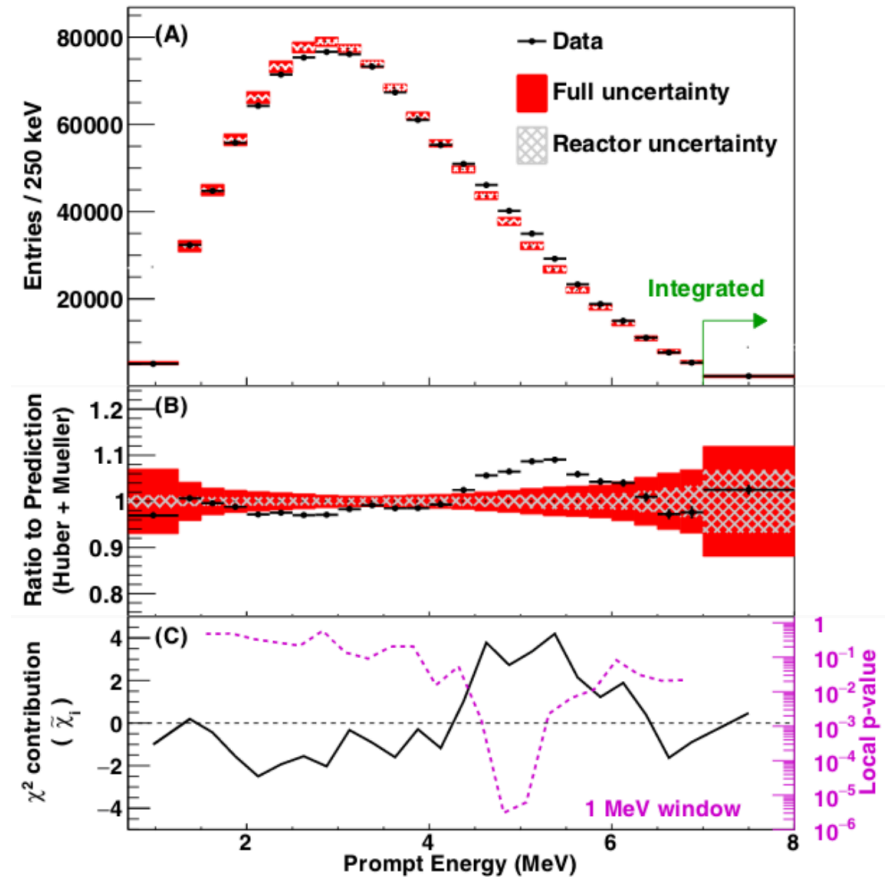 (A)
Data
Full uncertainty
Reactor uncertainty
Integrated
Entries / 250 keV
80000
60000
40000
20000
(B)
Ratio to Prediction
(Huber + Mueller)
1.2
1.1
1
0.9
0.8
(C)
χ² contribution
( χ̃ᵢ )
4
2
0
−2
−4
1
10⁻¹
10⁻²
10⁻³
10⁻⁴
10⁻⁵
10⁻⁶
Local p-value
1 MeV window
2
4
6
8
Prompt Energy (MeV)